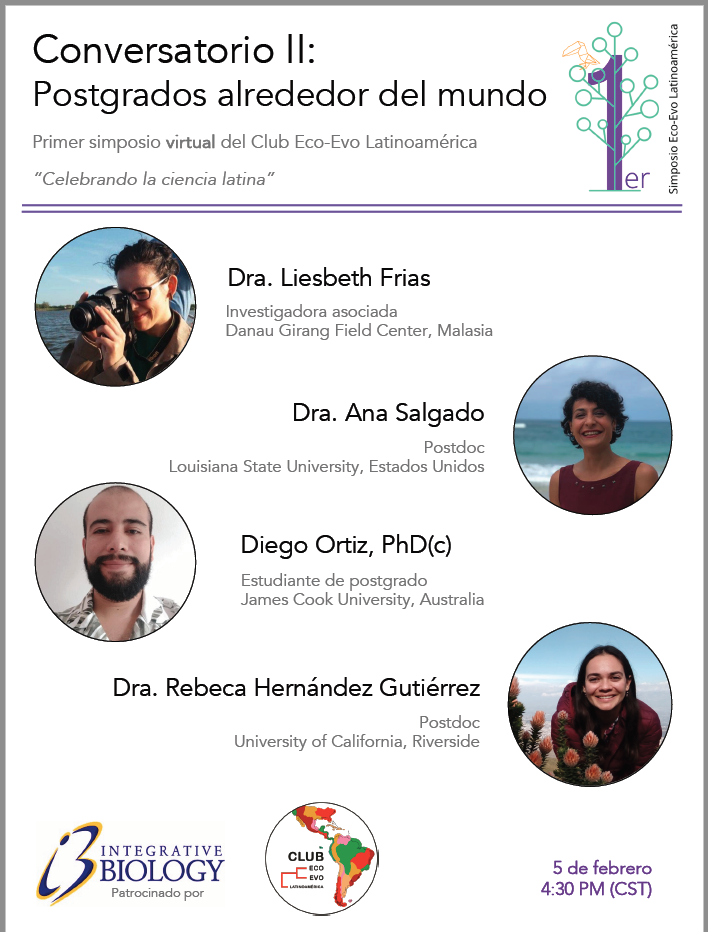 Conversatorio II:
Postgrados alrededor del mundo
Primer simposio virtual del Club Eco-Evo Latinoamérica
“Celebrando la ciencia latina”
1er
Simposio Eco-Evo Latinoamérica
Dra. Liesbeth Frias
Investigadora asociada
Danau Girang Field Center, Malasia
Dra. Ana Salgado
Postdoc
Louisiana State University, Estados Unidos
Diego Ortiz, PhD(c)
Estudiante de postgrado
James Cook University, Australia
Dra. Rebeca Hernández Gutiérrez
Postdoc
University of California, Riverside
i3 INTEGRATIVE
BIOLOGY
Patrocinado por
CLUB
ECO
EVO
LATINOAMÉRICA
5 de febrero
4:30 PM (CST)